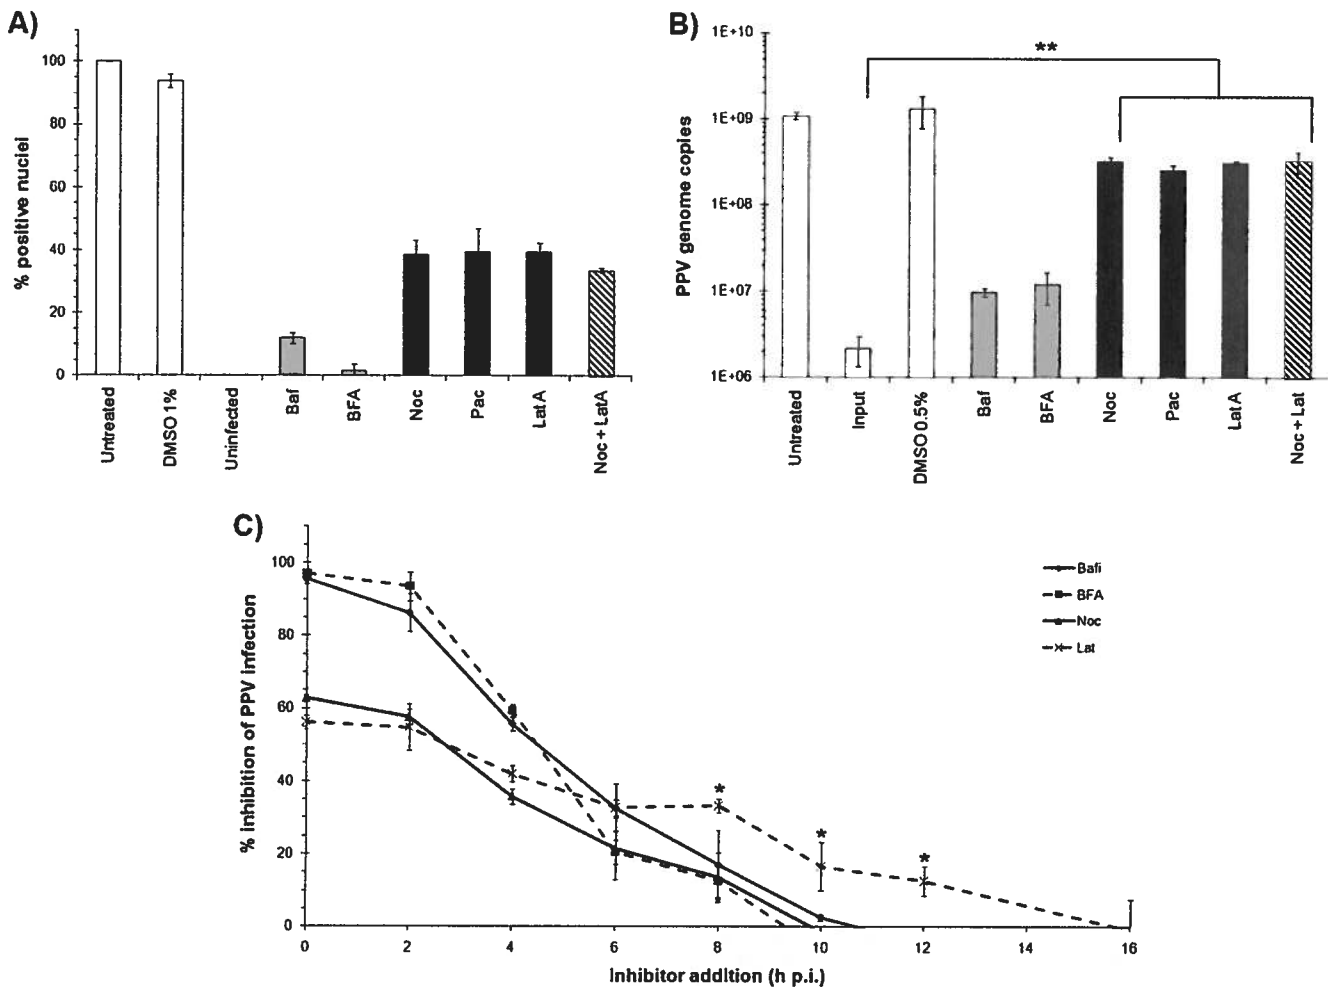 A)
% positive nuclei
100
80
60
40
20
0
Untreated
DMSO 1%
Uninfected
Baf
BFA
Noc
Pac
LatA
Noc + LatA
B)
PPV genome copies
1E+10
1E+09
1E+08
1E+07
1E+06
**
Untreated
Input
DMSO 0.5%
Baf
BFA
Noc
Pac
LatA
Noc + Lat
C)
% inhibition of PPV infection
100
80
60
40
20
0
* * *
Bafi
BFA
Noc
Lat
0 2 4 6 8 10 12 14 16
Inhibitor addition (h p.i.)